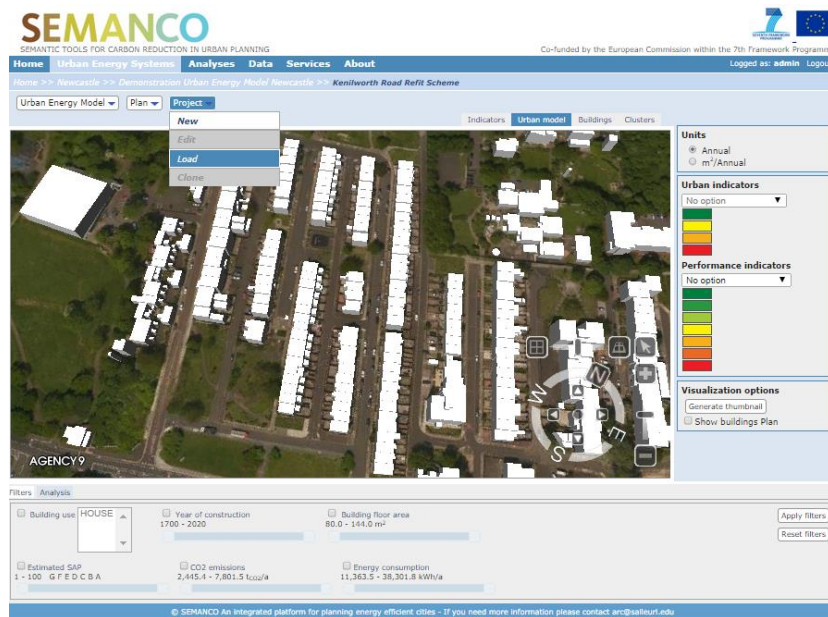 SEMANCO
SEMANTIC TOOLS FOR CARBON REDUCTION IN URBAN PLANNING
SEVENTH FRAMEWORK PROGRAMME
Co-funded by the European Commission within the 7th Framework Programm
Home Urban Energy Systems Analyses Data Services About
Logged as: admin Logou
Home >> Newcastle >> Demonstration Urban Energy Model Newcastle >> Kenilworth Road Refit Scheme
Urban Energy Model Plan Project
New
Edit
Load
Clone
Indicators Urban model Buildings Clusters
Units
Annual
m²/Annual
Urban indicators
No option
Performance indicators
No option
Visualization options
Generate thumbnail
Show buildings Plan
N
W
E
S
AGENCY9
Filters Analysis
Building use HOUSE
Year of construction
1700 - 2020
Building floor area
80.0 - 144.0 m²
Apply filters
Reset filters
Estimated SAP
1 - 100 G F E D C B A
CO2 emissions
2,445.4 - 7,801.5 tCO2/a
Energy consumption
11,363.5 - 38,301.8 kWh/a
© SEMANCO An integrated platform for planning energy efficient cities - If you need more information please contact arc@salleurl.edu